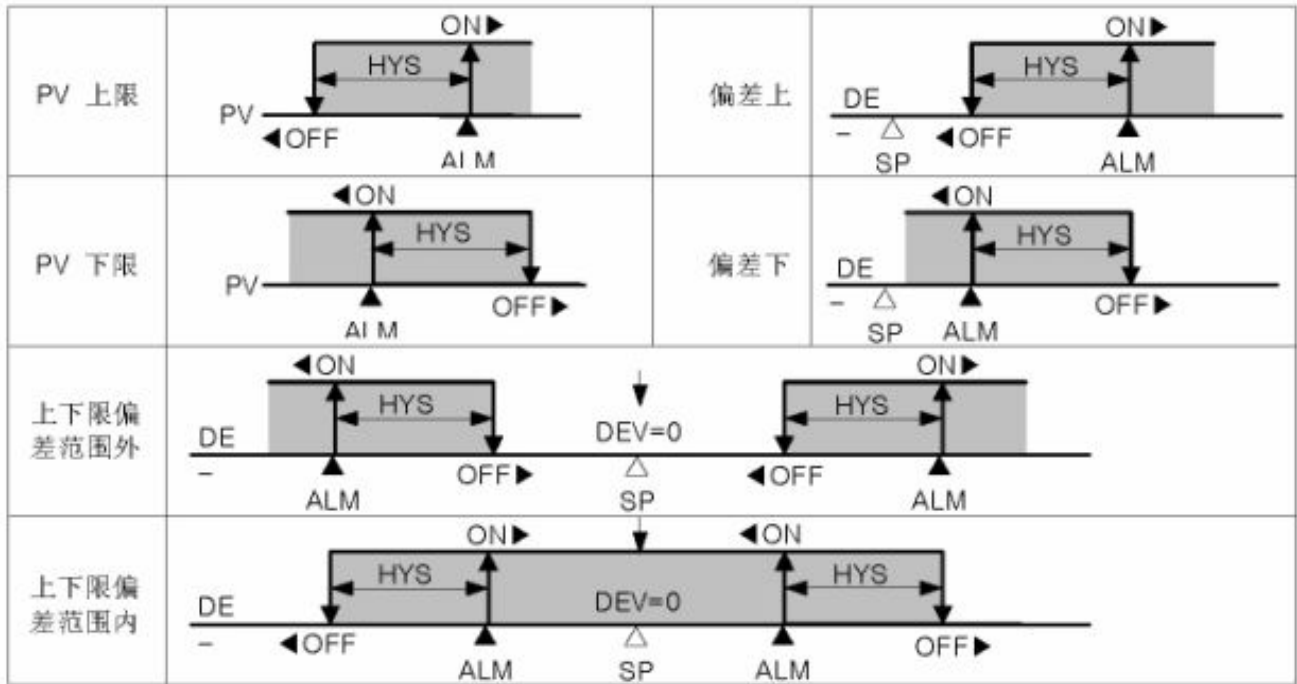 PV 上限
ON▶
HYS
PV
◀OFF
ALM
偏差上
ON▶
HYS
DE
–
SP
◀OFF
ALM
PV 下限
◀ON
HYS
PV
ALM
OFF▶
偏差下
◀ON
HYS
DE
–
SP
ALM
OFF▶
上下限偏
差范围外
◀ON
HYS
DE
–
ALM
OFF▶
DEV=0
SP
ON▶
HYS
◀OFF
ALM
上下限偏
差范围内
ON▶
◀ON
HYS
DEV=0
HYS
DE
–
◀OFF
ALM
SP
ALM
OFF▶